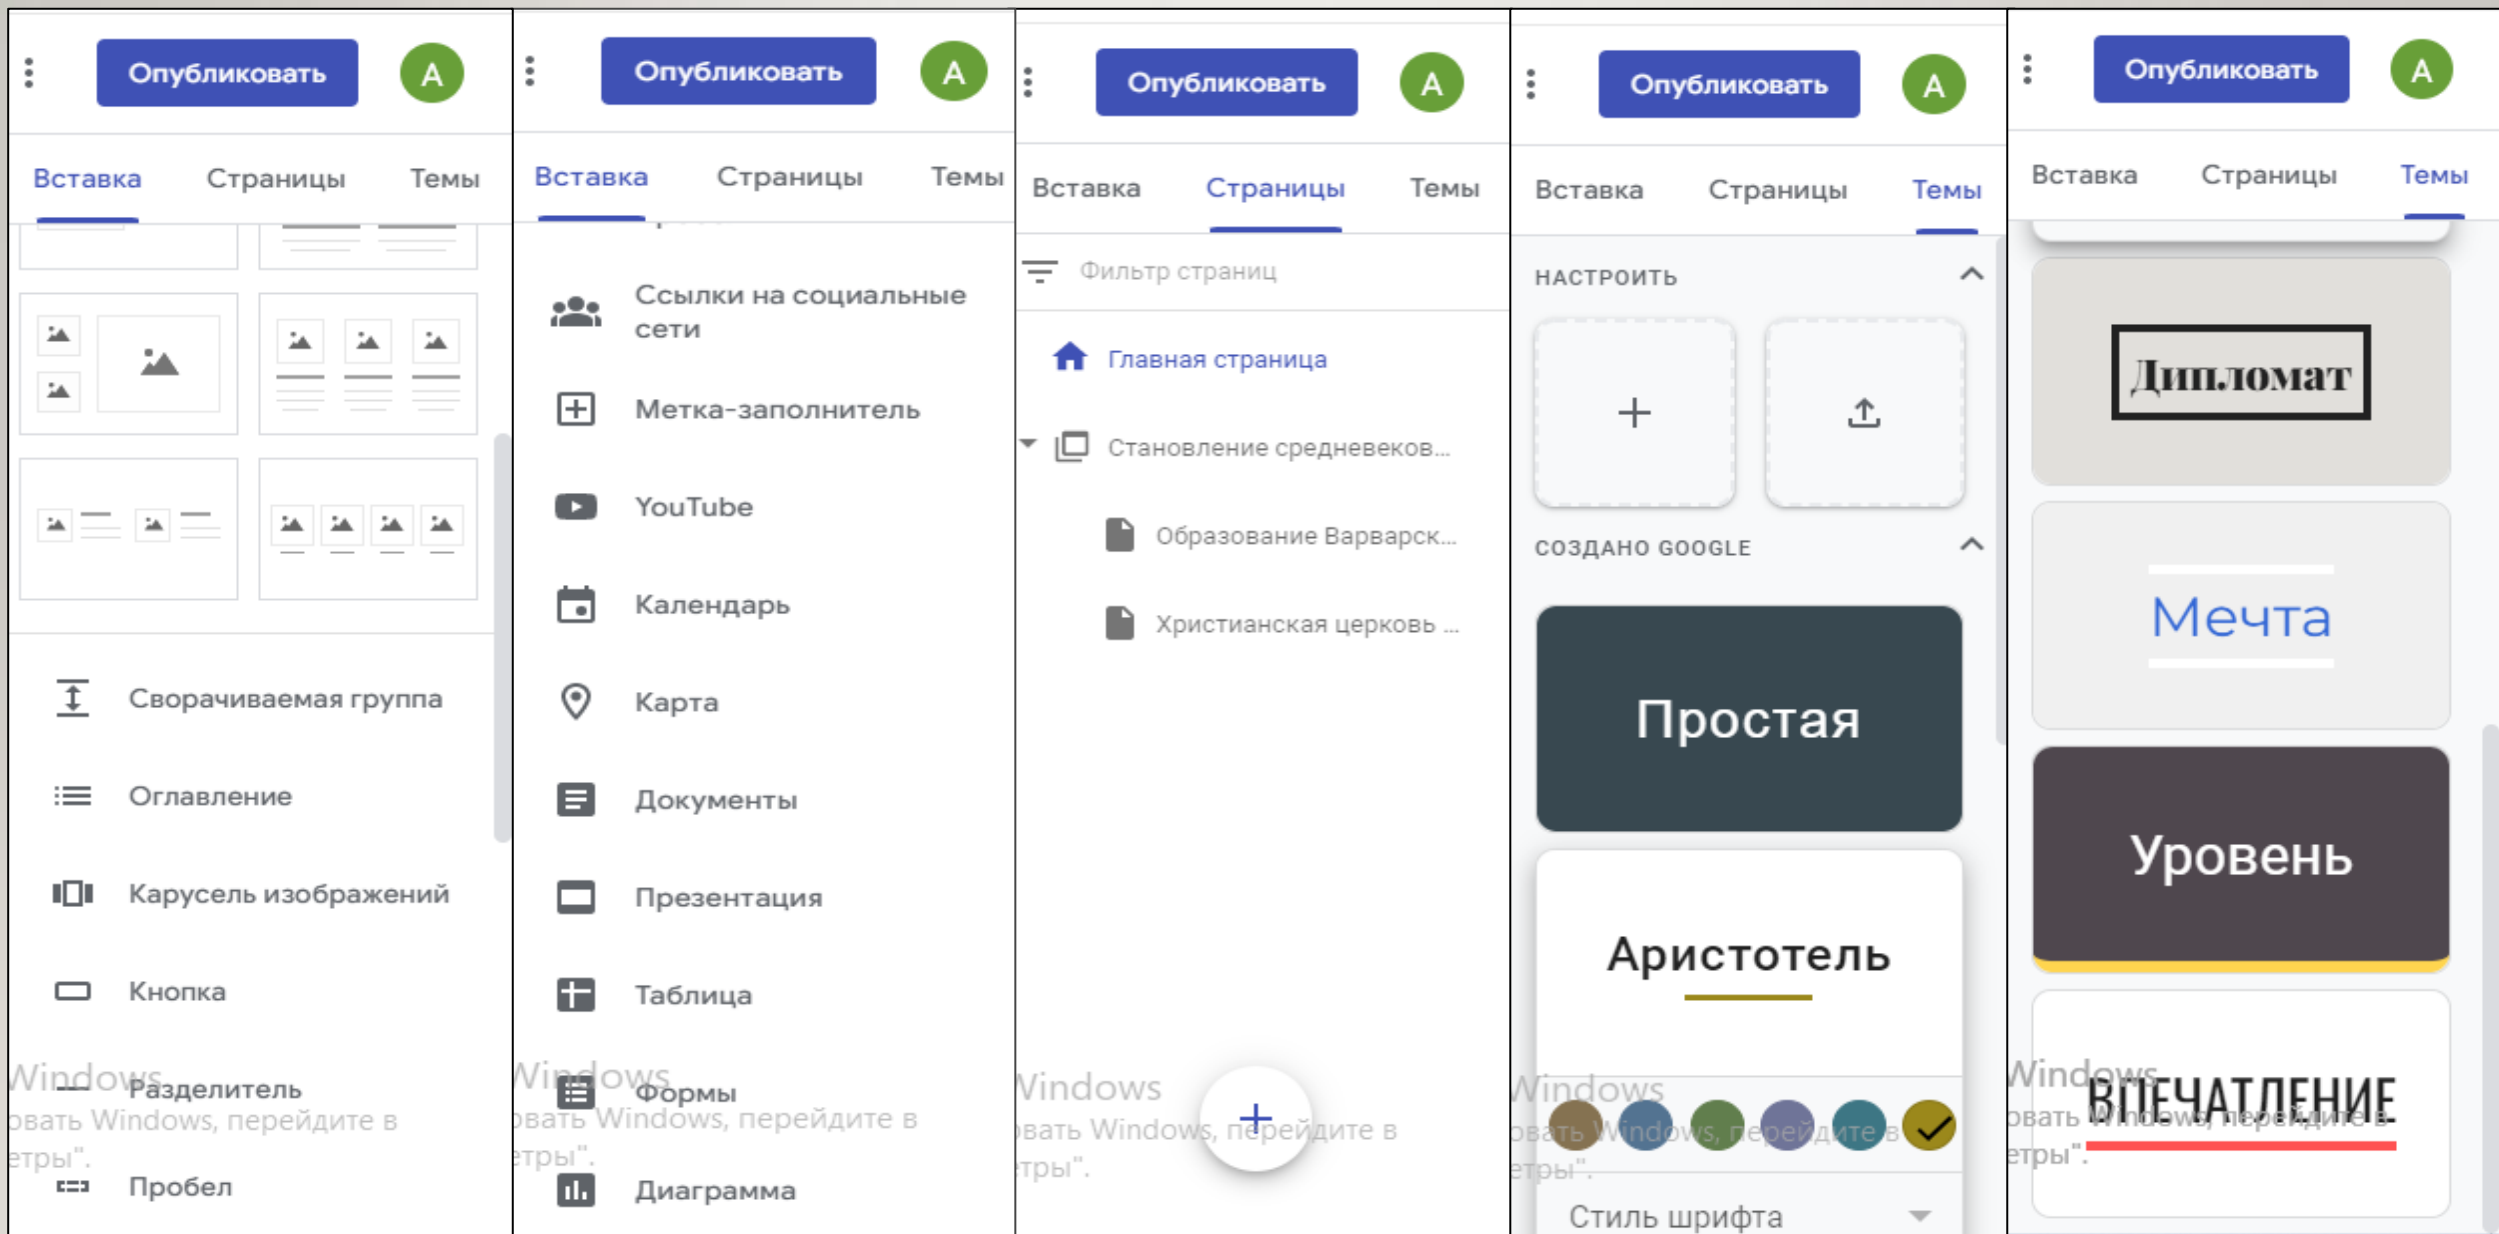 Опубликовать
A
Вставка Страницы Темы
Сворачиваемая группа
Оглавление
Карусель изображений
Кнопка
Windows
Разделитель
овать Windows, перейдите в
етры".
Пробел
Опубликовать
A
Вставка Страницы Темы
Ссылки на социальные
сети
Метка-заполнитель
YouTube
Календарь
Карта
Документы
Презентация
Таблица
Windows
Формы
овать Windows, перейдите в
етры".
Диаграмма
Опубликовать
A
Вставка Страницы Темы
Фильтр страниц
Главная страница
Становление средневеков...
Образование Варварск...
Христианская церковь ...
Windows
овать Windows, перейдите в
етры".
Опубликовать
A
Вставка Страницы Темы
НАСТРОИТЬ
СОЗДАНО GOOGLE
Простая
Аристотель
Windows
овать Windows, перейдите в
етры".
Стиль шрифта
Опубликовать
A
Вставка Страницы Темы
Дипломат
Мечта
Уровень
Windows
ВПЕЧАТЛЕНИЕ
овать Windows, перейдите в
етры".